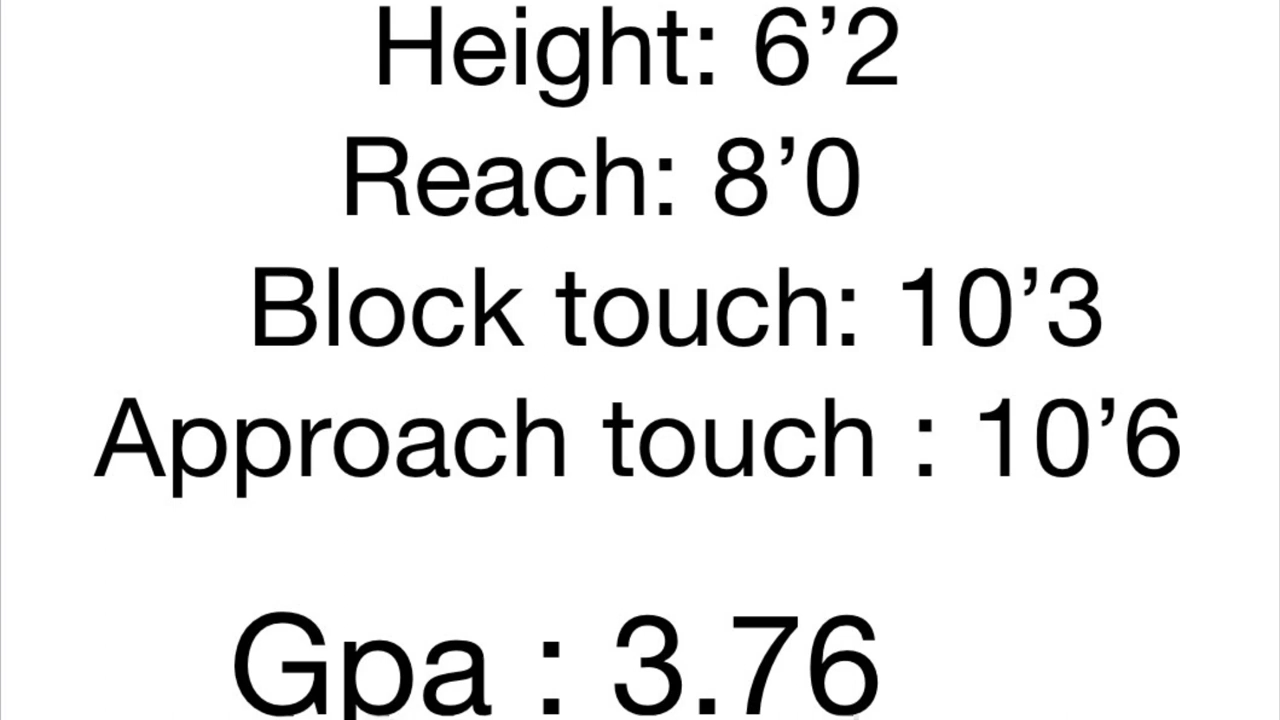 Height: 6’2
Reach: 8’0
Block touch: 10’3
Approach touch : 10’6
Gpa : 3.76